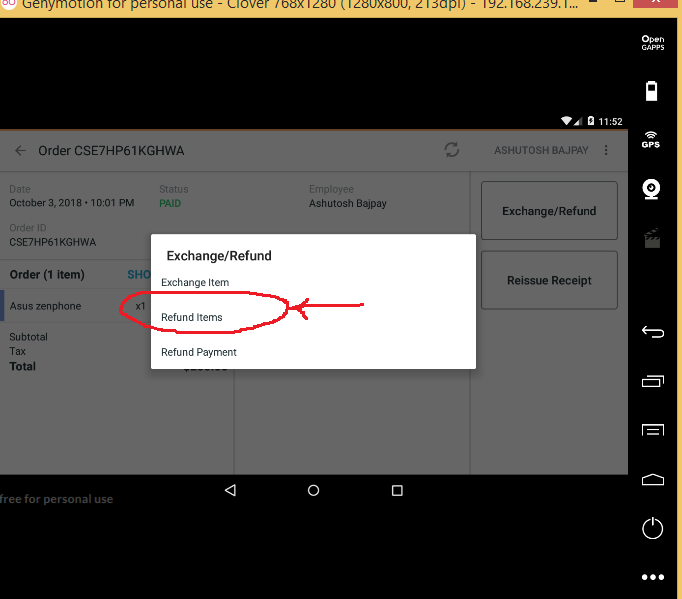 Genymotion for personal use - Clover 768x1280 (1280x800, 213dpi) - 192.168.239.1...
Open
GAPPS
11:52
Order CSE7HP61KGHWA
ASHUTOSH BAJPAY
GPS
Date
October 3, 2018 • 10:01 PM
Status
PAID
Employee
Ashutosh Bajpay
Order ID
CSE7HP61KGHWA
Exchange/Refund
Reissue Receipt
Order (1 item)
SHO
Asus zenphone
x1
Subtotal
Tax
Total
Exchange/Refund
Exchange Item
Refund Items
Refund Payment
free for personal use